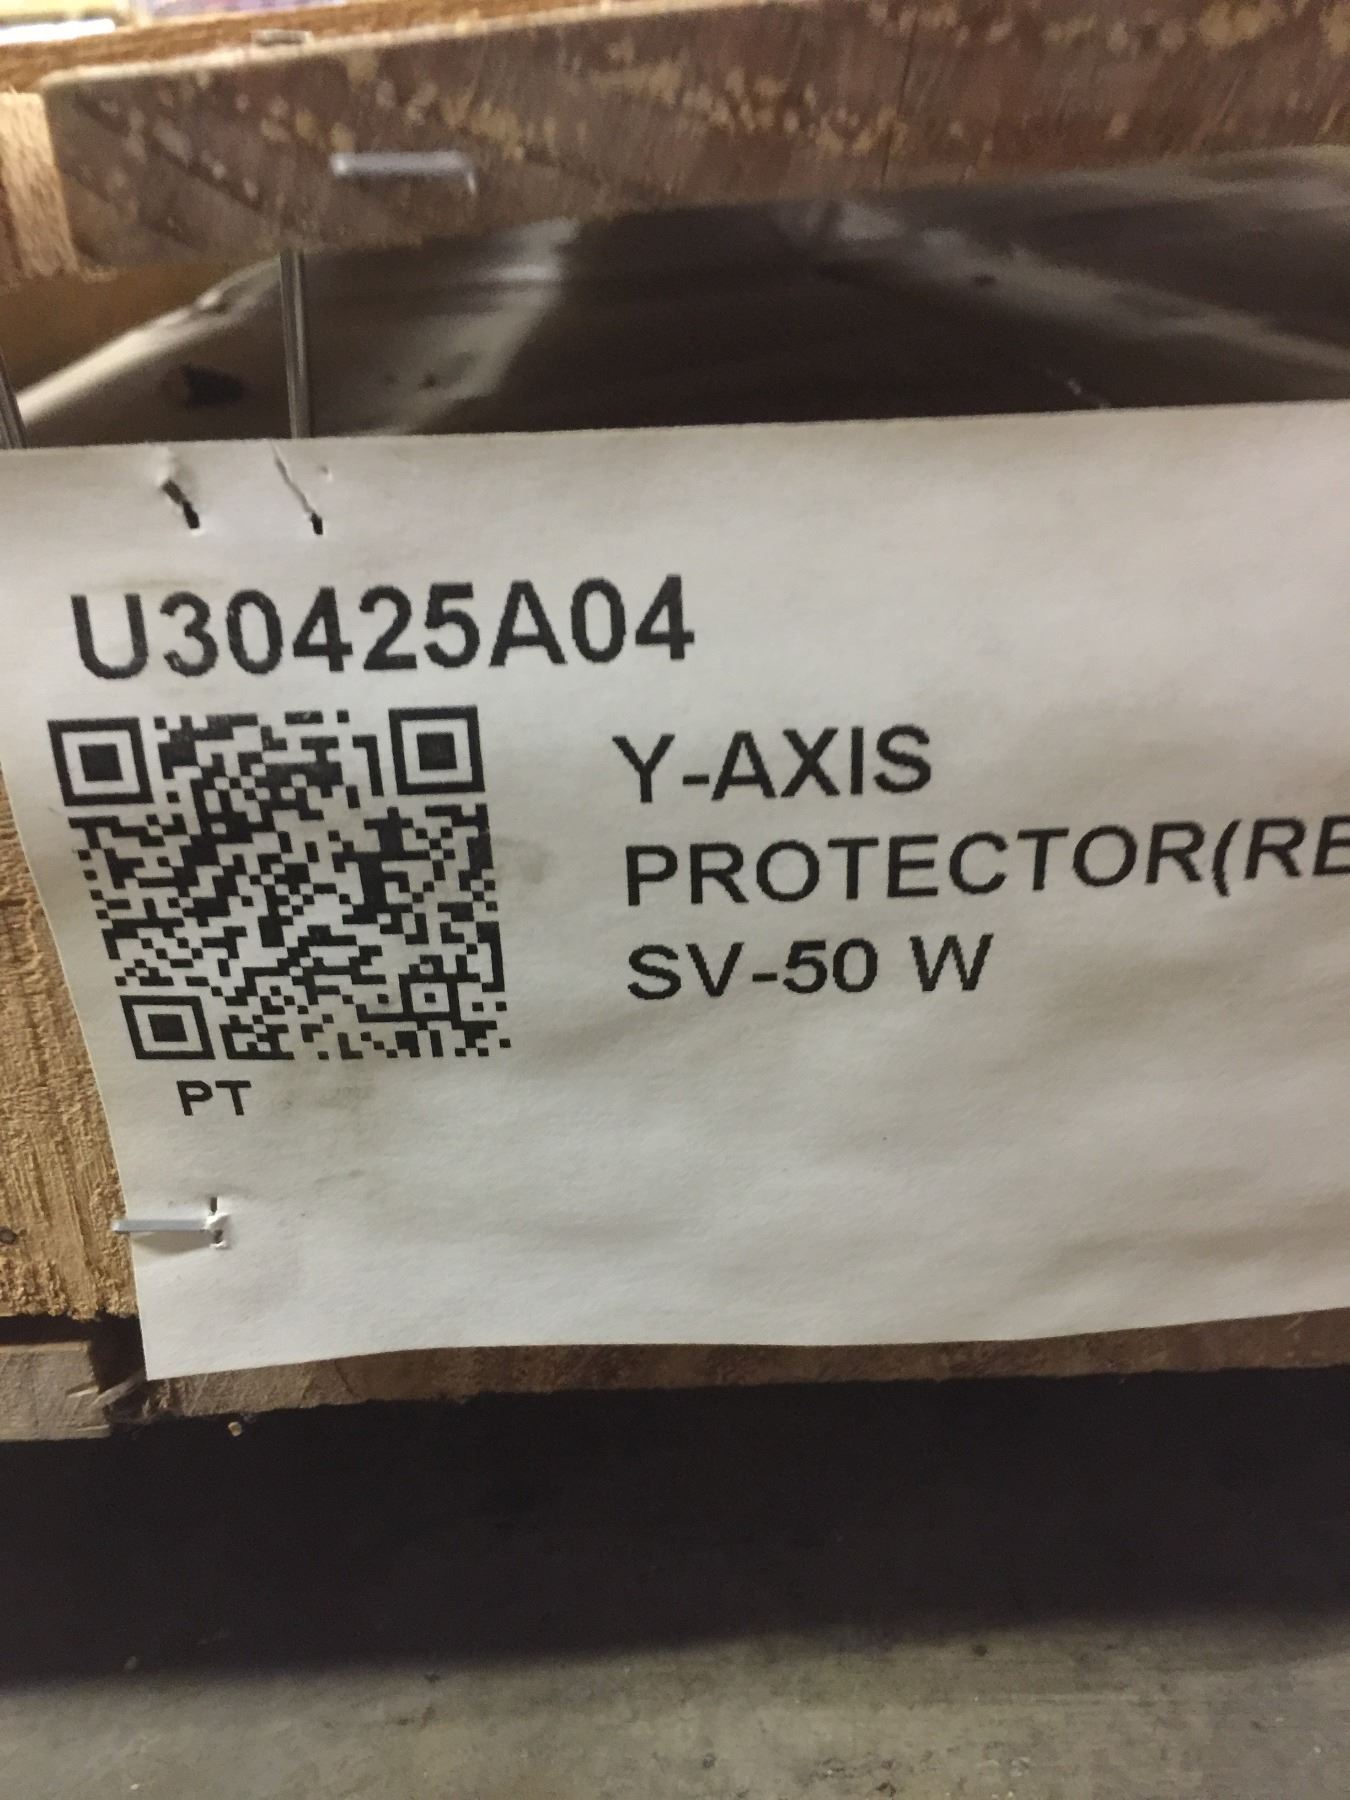 U30425A04
Y-AXIS
PROTECTOR(RE
SV-50 W
PT